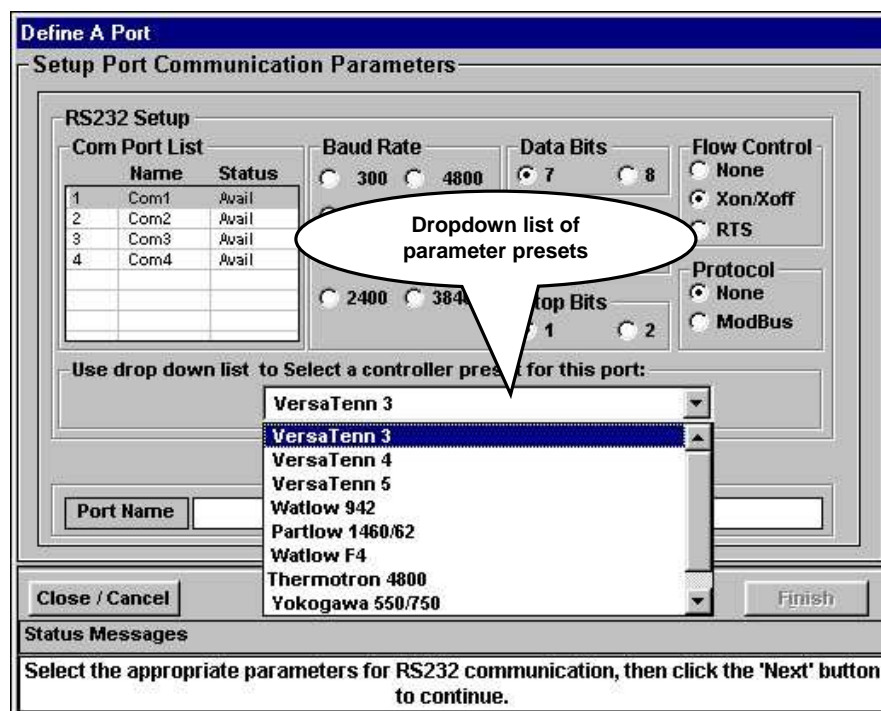 Define A Port
Setup Port Communication Parameters
RS232 Setup
Com Port List
Name Status
1 Com1 Avail
2 Com2 Avail
3 Com3 Avail
4 Com4 Avail
Baud Rate
300 4800
2400
Data Bits
7 8
Flow Control
None
Xon/Xoff
RTS
Dropdown list of
parameter presets
Bits
1 2
Protocol
None
ModBus
Use drop down list to Select a controller for this port:
VersaTenn 3
VersaTenn 3
VersaTenn 4
VersaTenn 5
Watlow 942
Partlow 1460/62
Watlow F4
Thermotron 4800
Yokogawa 550/750
Port Name
Close / Cancel
Finish
Status Messages
Select the appropriate parameters for RS232 communication, then click the 'Next' button
to continue.